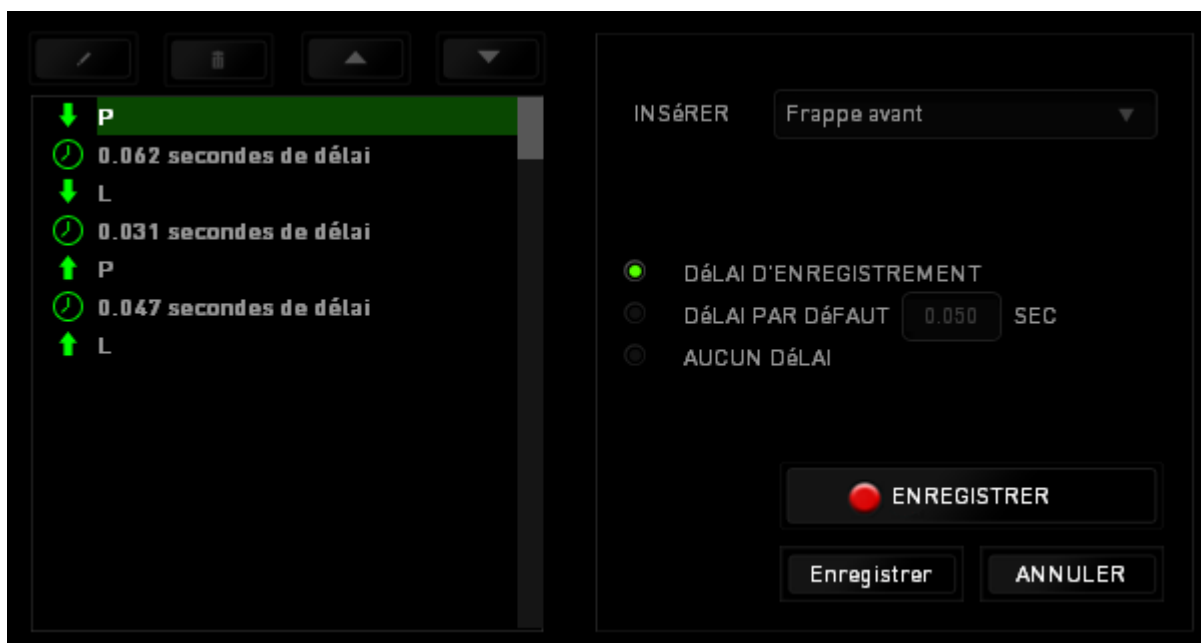 P
0.062 secondes de délai
L
0.031 secondes de délai
P
0.047 secondes de délai
L
INSéRER Frappe avant
DéLAI D'ENREGISTREMENT
DéLAI PAR DéFAUT 0.050 SEC
AUCUN DéLAI
ENREGISTRER
Enregistrer ANNULER